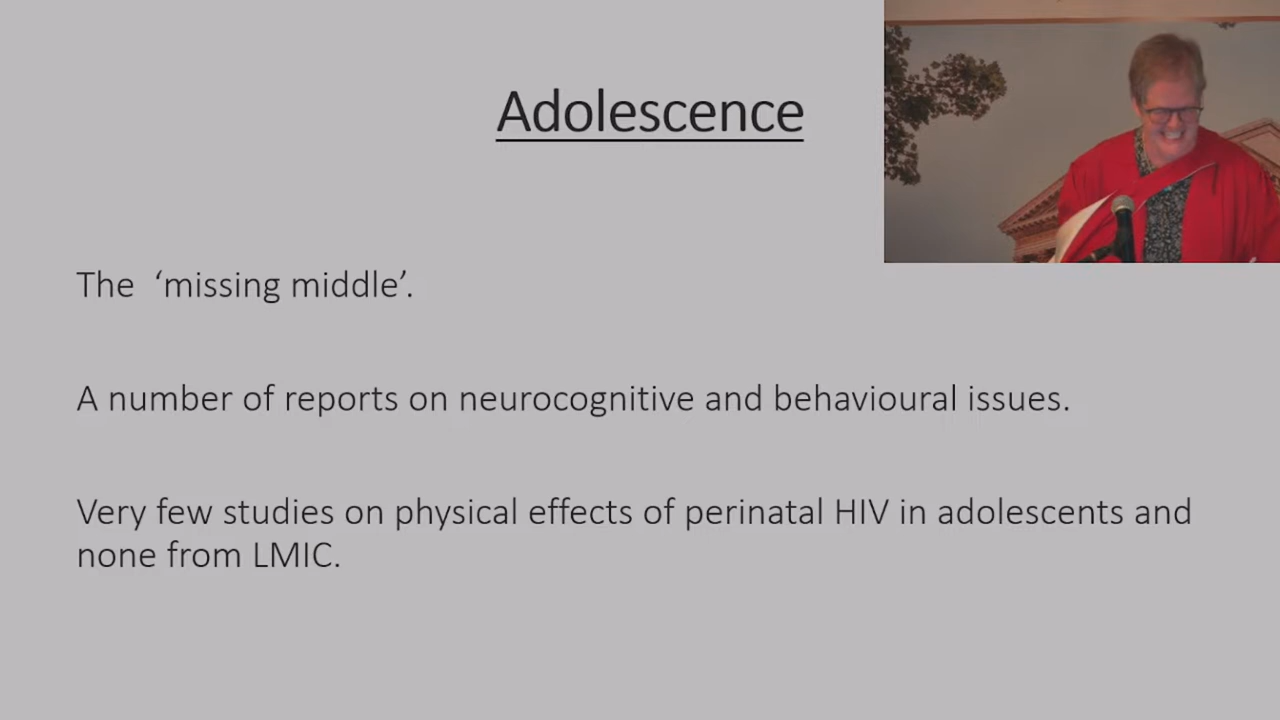 Adolescence
The  ‘missing middle’.
A number of reports on neurocognitive and behavioural issues.
Very few studies on physical effects of perinatal HIV in adolescents and
none from LMIC.